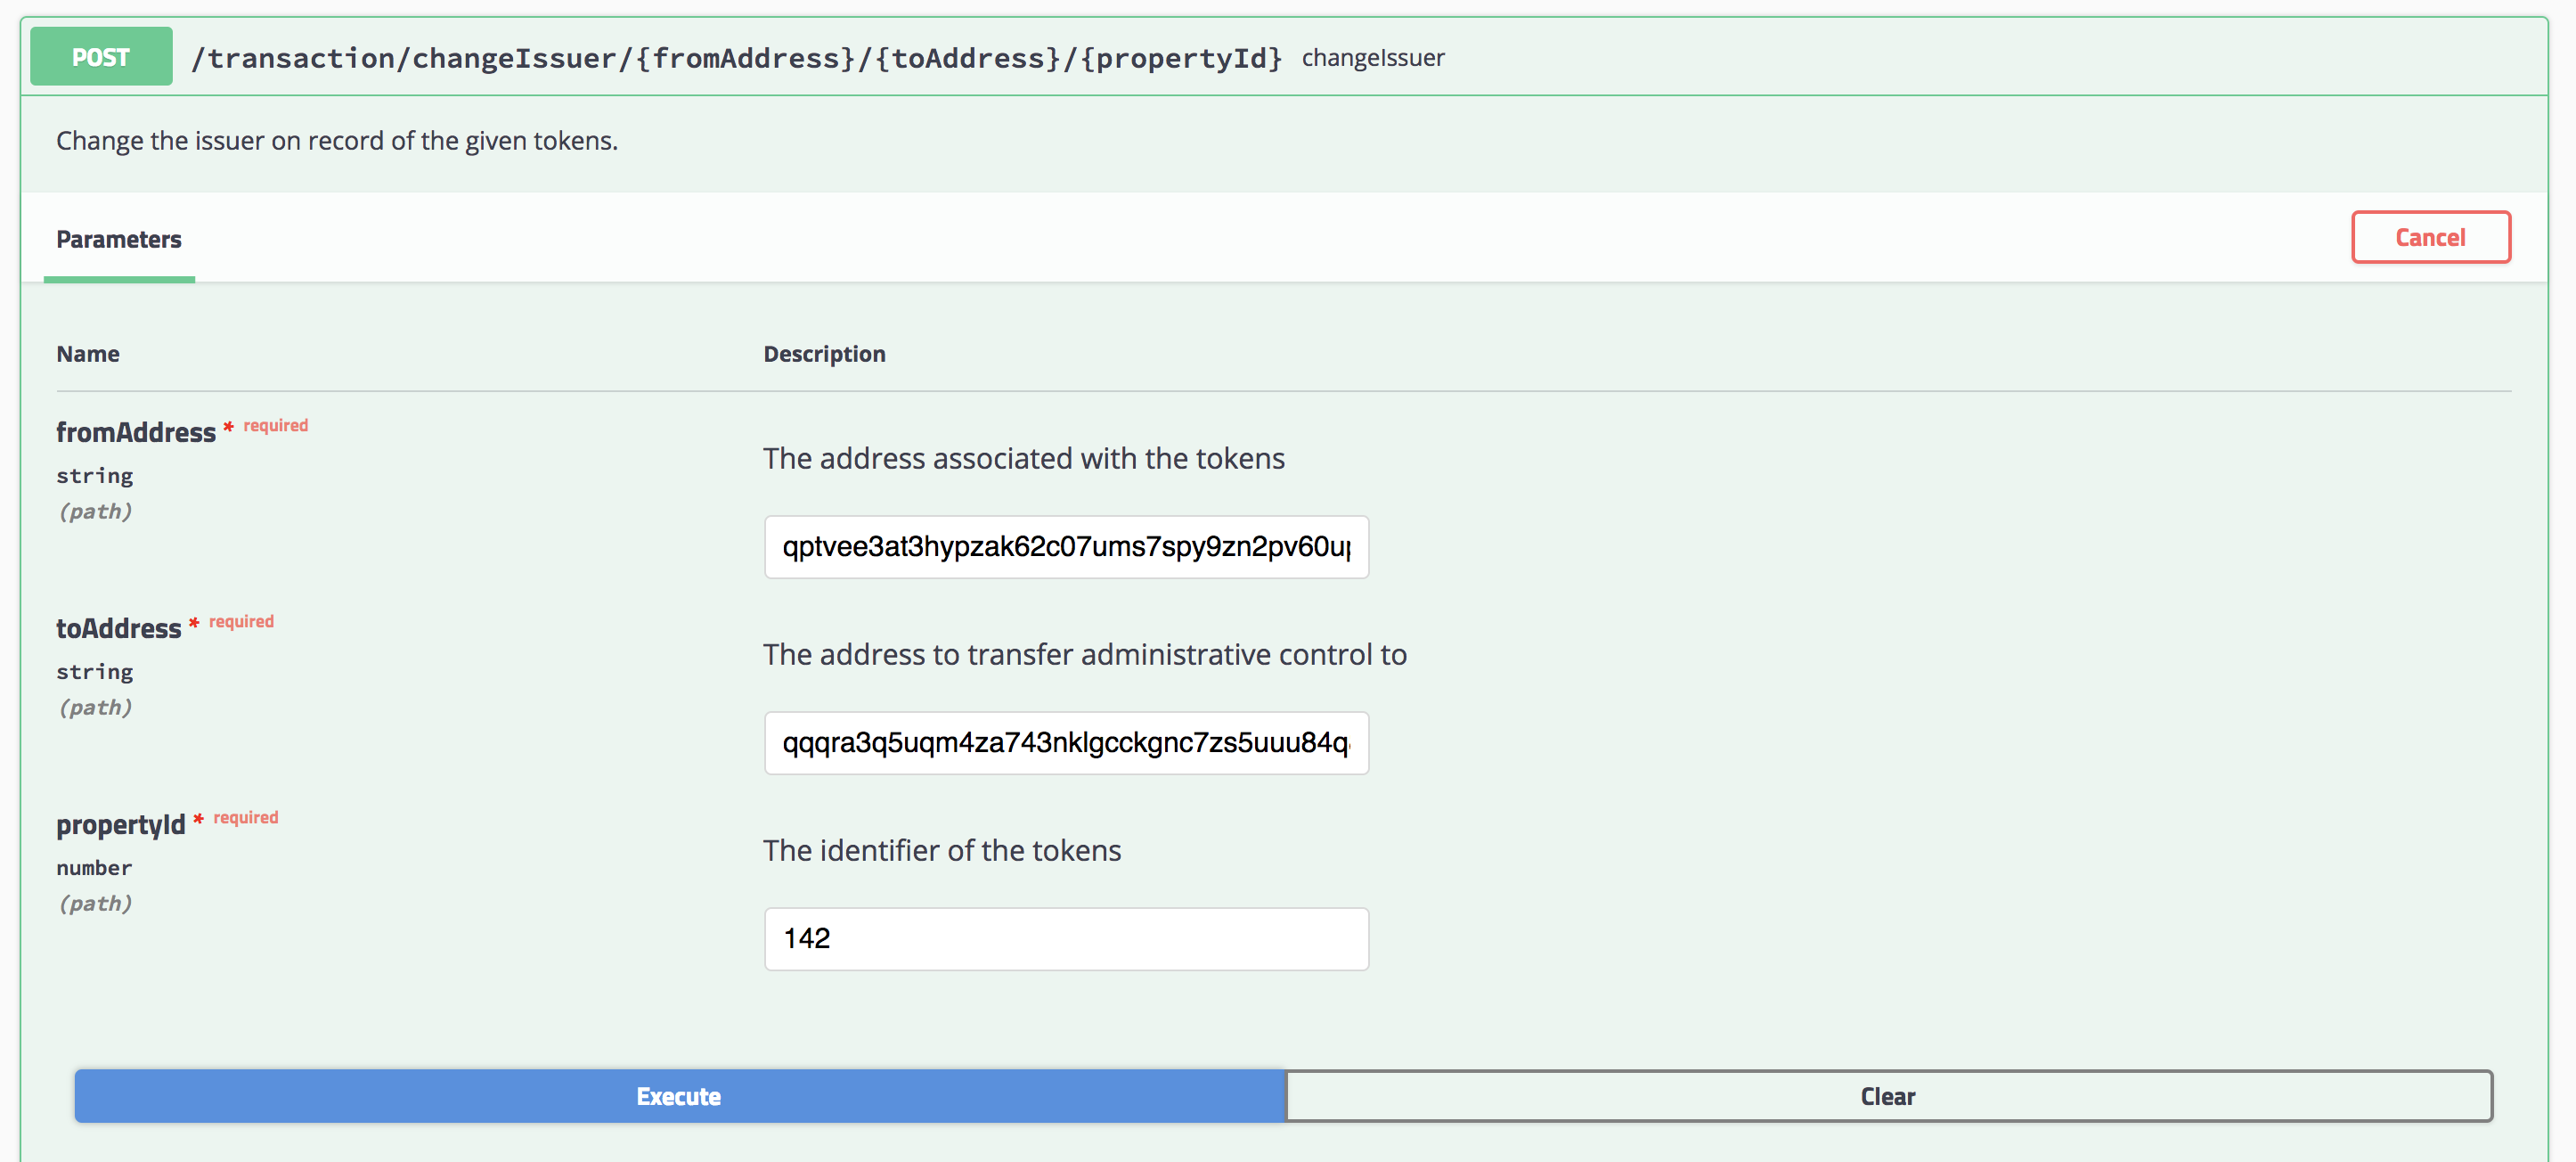 POST /transaction/changeIssuer/{fromAddress}/{toAddress}/{propertyId} changeIssuer
Change the issuer on record of the given tokens.
Parameters
Cancel
Name Description
fromAddress * required
string
(path)
The address associated with the tokens
qptvee3at3hypzak62c07ums7spy9zn2pv60u
toAddress * required
string
(path)
The address to transfer administrative control to
qqqra3q5uqm4za743nklgcckgnc7zs5uuu84q
propertyId * required
number
(path)
The identifier of the tokens
142
Execute Clear